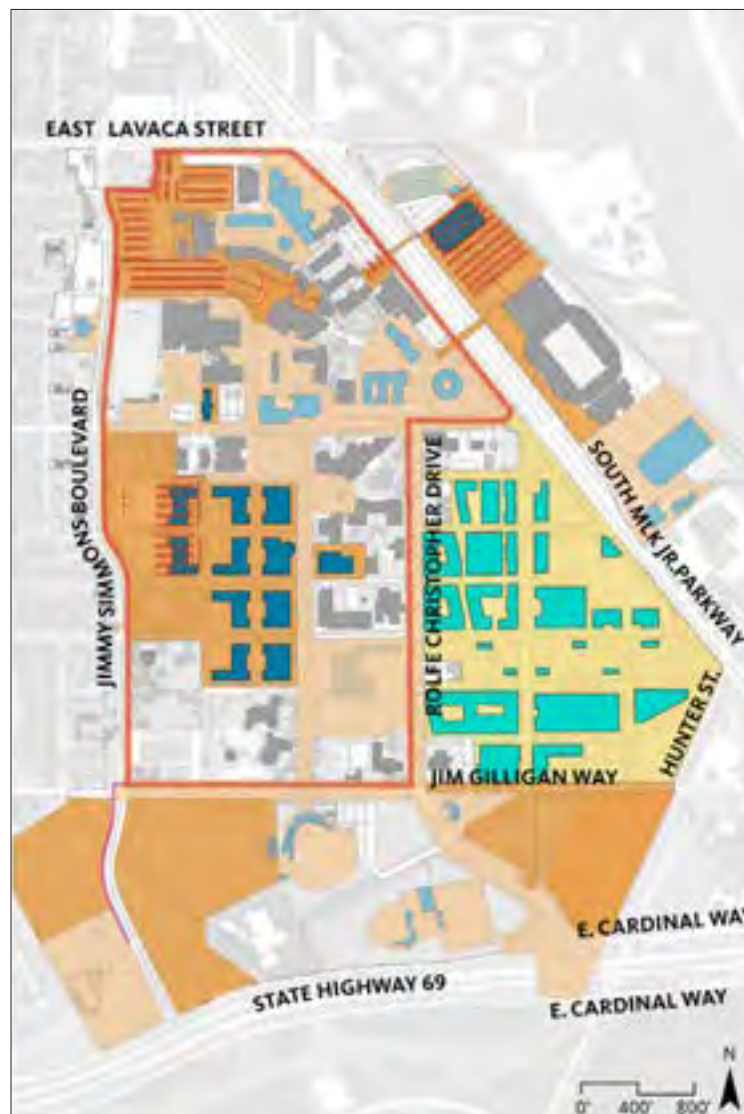 EAST LAVACA STREET
JIMMY SIMMONS BOULEVARD
ROLFE CHRISTOPHER DRIVE
SOUTH MLK JR.PARKWAY
HUNTER ST.
JIM GILLIGAN WAY
E. CARDINAL WAY
STATE HIGHWAY 69
E. CARDINAL WAY
N
0' 400' 800'